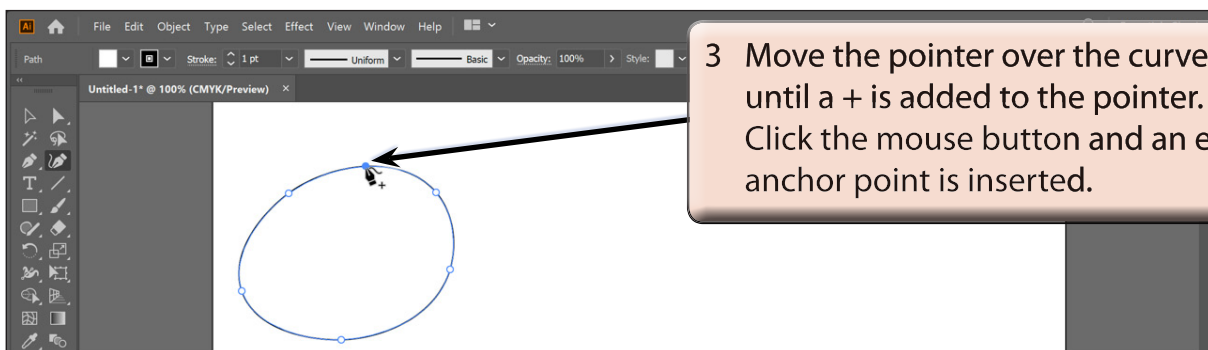 Ai File Edit Object Type Select Effect View Window Help
Path Stroke: 1 pt Uniform Basic Opacity: 100% Style:
Untitled-1* @ 100% (CMYK/Preview) ×
3 Move the pointer over the curve
until a + is added to the pointer.
Click the mouse button and an e
anchor point is inserted.